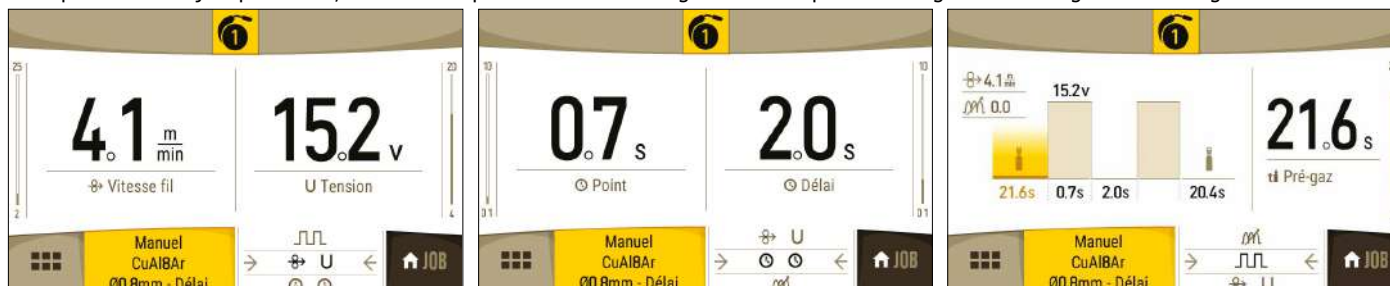 1
25
20
4.1 m/min
15.2 v
Vitesse fil
U Tension
2
4
Manuel
CuAl8Ar
Ø0.8mm - Délai
U
JOB
1
10
10
0.7 s
2.0 s
Point
Délai
0.1
0.1
Manuel
CuAl8Ar
Ø0.8mm - Délai
U
JOB
1
4.1 m/min
0.0
15.2v
21.6 s
Pré-gaz
21.6s 0.7s 2.0s 20.4s
Manuel
CuAl8Ar
Ø0.8mm - Délai
U
JOB